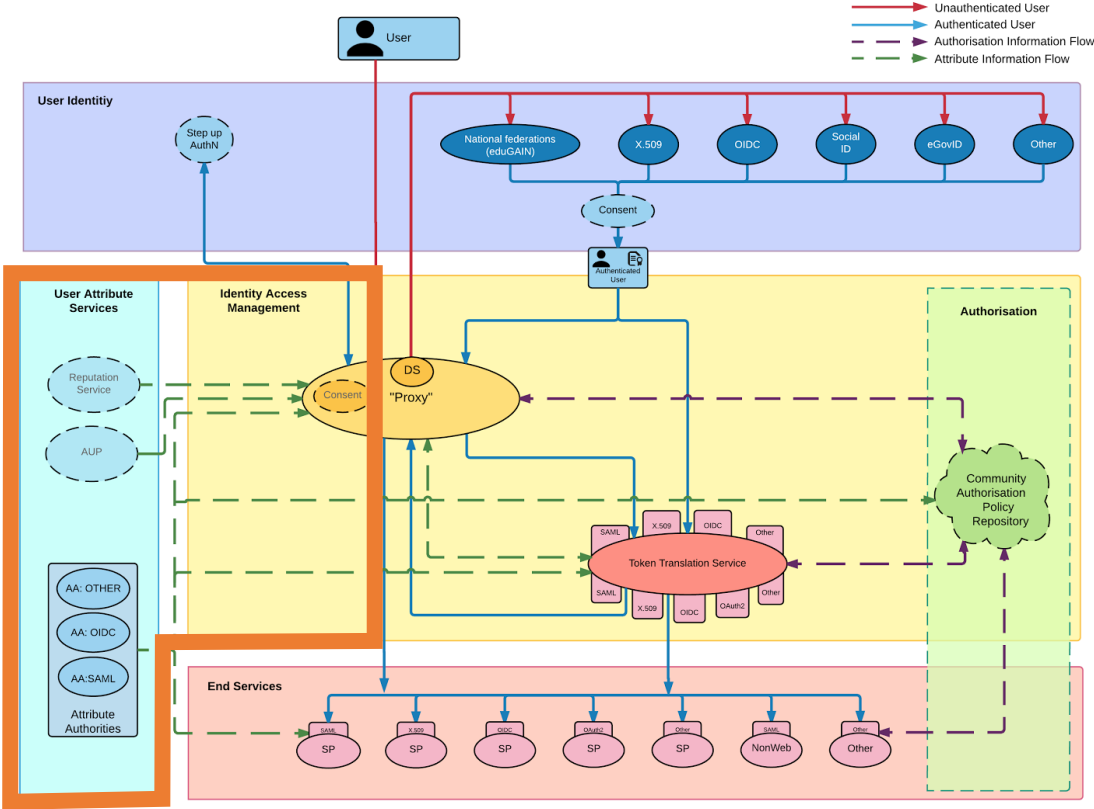 Unauthenticated User
Authenticated User
Authorisation Information Flow
Attribute Information Flow
User
User Identitiy
Step up
AuthN
National federations
(eduGAIN)
X.509
OIDC
Social
ID
eGovID
Other
Consent
Authenticated
User
User Attribute
Services
Identity Access
Management
Authorisation
Reputation
Service
DS
Consent
"Proxy"
AUP
Community
Authorisation
Policy
Repository
SAML
X.509
OIDC
Other
Token Translation Service
SAML
X.509
OIDC
OAuth2
Other
AA: OTHER
AA: OIDC
AA:SAML
Attribute
Authorities
End Services
SAML
SP
X.509
SP
OIDC
SP
OAuth2
SP
Other
SP
SAML
NonWeb
Other
Other